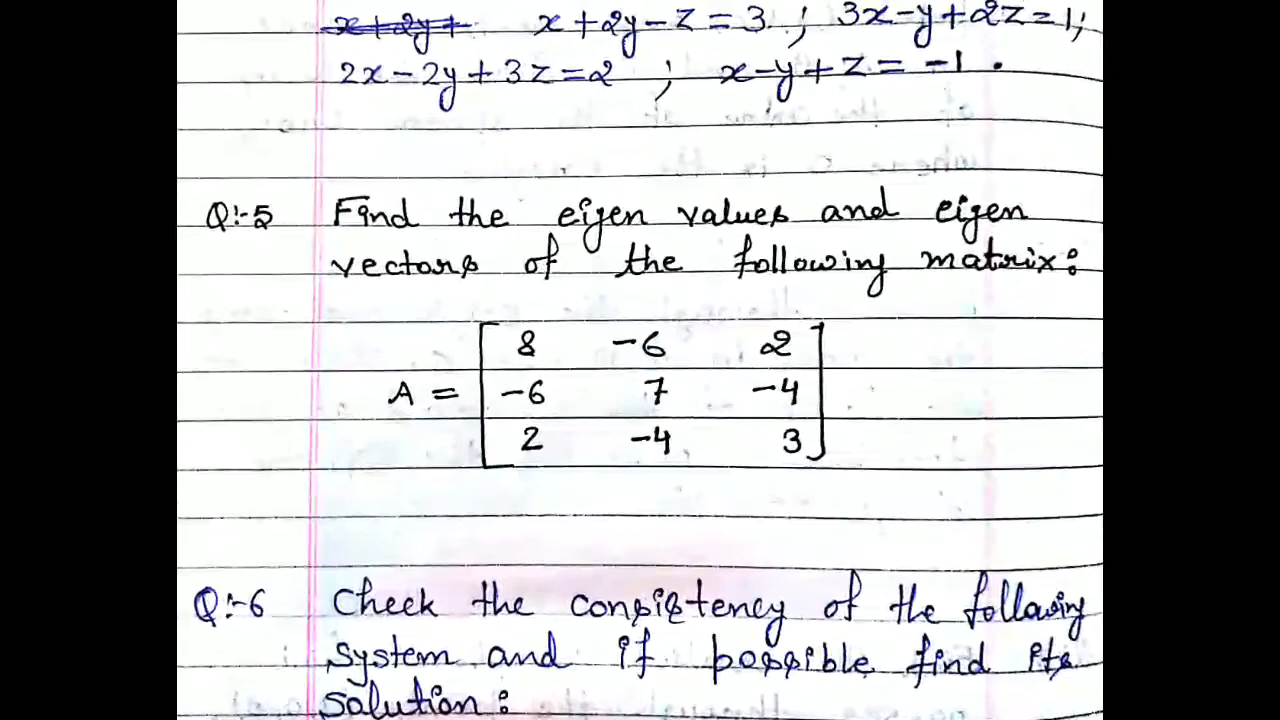 x + 2y - z = 3 ; 3x - y + 2z = 1 ;
2x - 2y + 3z = 2 ; x - y + z = -1 .
Q:-5 Find the eigen values and eigen
vectors of the following matrix:
8 -6 2
A = -6 7 -4
2 -4 3
Q:-6 Check the consistency of the following
system and if possible find its
solution: